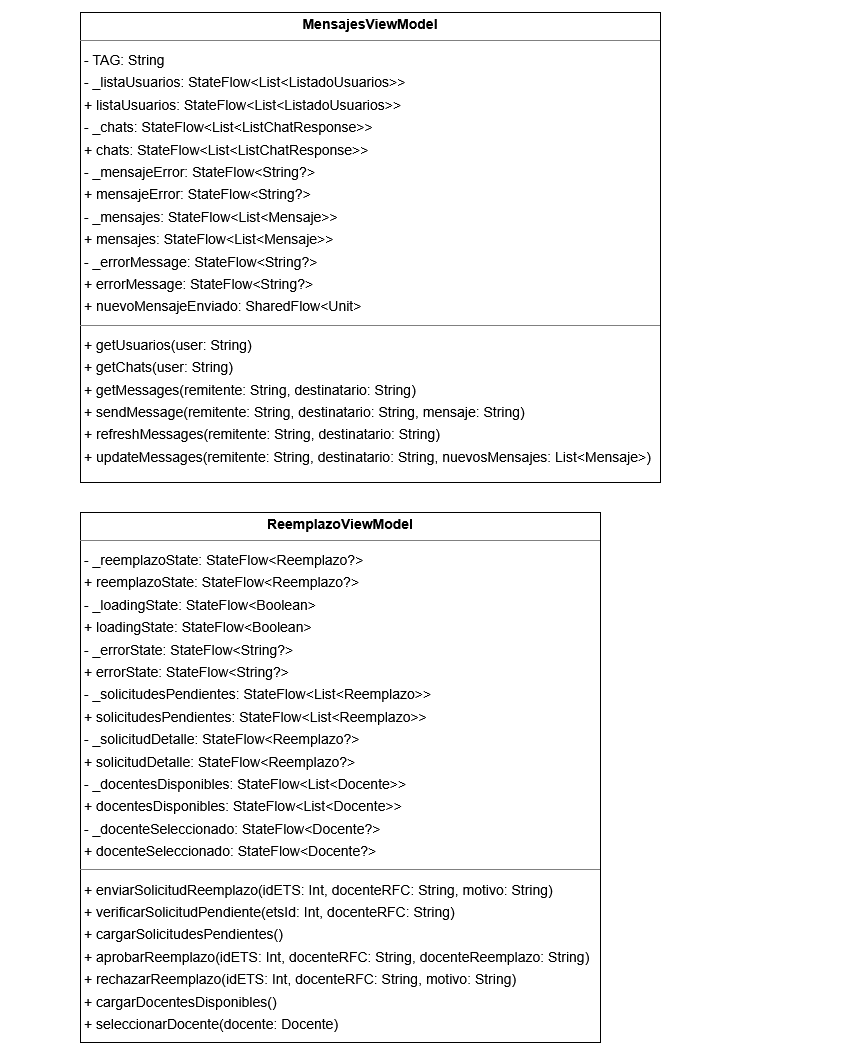 MensajesViewModel
- TAG: String
- _listaUsuarios: StateFlow<List<ListadoUsuarios>>
+ listaUsuarios: StateFlow<List<ListadoUsuarios>>
- _chats: StateFlow<List<ListChatResponse>>
+ chats: StateFlow<List<ListChatResponse>>
- _mensajeError: StateFlow<String?>
+ mensajeError: StateFlow<String?>
- _mensajes: StateFlow<List<Mensaje>>
+ mensajes: StateFlow<List<Mensaje>>
- _errorMessage: StateFlow<String?>
+ errorMessage: StateFlow<String?>
+ nuevoMensajeEnviado: SharedFlow<Unit>
+ getUsuarios(user: String)
+ getChats(user: String)
+ getMessages(remitente: String, destinatario: String)
+ sendMessage(remitente: String, destinatario: String, mensaje: String)
+ refreshMessages(remitente: String, destinatario: String)
+ updateMessages(remitente: String, destinatario: String, nuevosMensajes: List<Mensaje>)
ReemplazoViewModel
- _reemplazoState: StateFlow<Reemplazo?>
+ reemplazoState: StateFlow<Reemplazo?>
- _loadingState: StateFlow<Boolean>
+ loadingState: StateFlow<Boolean>
- _errorState: StateFlow<String?>
+ errorState: StateFlow<String?>
- _solicitudesPendientes: StateFlow<List<Reemplazo>>
+ solicitudesPendientes: StateFlow<List<Reemplazo>>
- _solicitudDetalle: StateFlow<Reemplazo?>
+ solicitudDetalle: StateFlow<Reemplazo?>
- _docentesDisponibles: StateFlow<List<Docente>>
+ docentesDisponibles: StateFlow<List<Docente>>
- _docenteSeleccionado: StateFlow<Docente?>
+ docenteSeleccionado: StateFlow<Docente?>
+ enviarSolicitudReemplazo(idETS: Int, docenteRFC: String, motivo: String)
+ verificarSolicitudPendiente(etsId: Int, docenteRFC: String)
+ cargarSolicitudesPendientes()
+ aprobarReemplazo(idETS: Int, docenteRFC: String, docenteReemplazo: String)
+ rechazarReemplazo(idETS: Int, docenteRFC: String, motivo: String)
+ cargarDocentesDisponibles()
+ seleccionarDocente(docente: Docente)